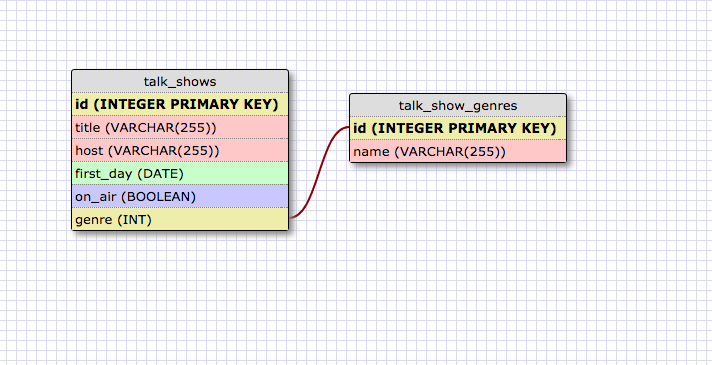 talk_shows
id (INTEGER PRIMARY KEY)
title (VARCHAR(255))
host (VARCHAR(255))
first_day (DATE)
on_air (BOOLEAN)
genre (INT)
talk_show_genres
id (INTEGER PRIMARY KEY)
name (VARCHAR(255))